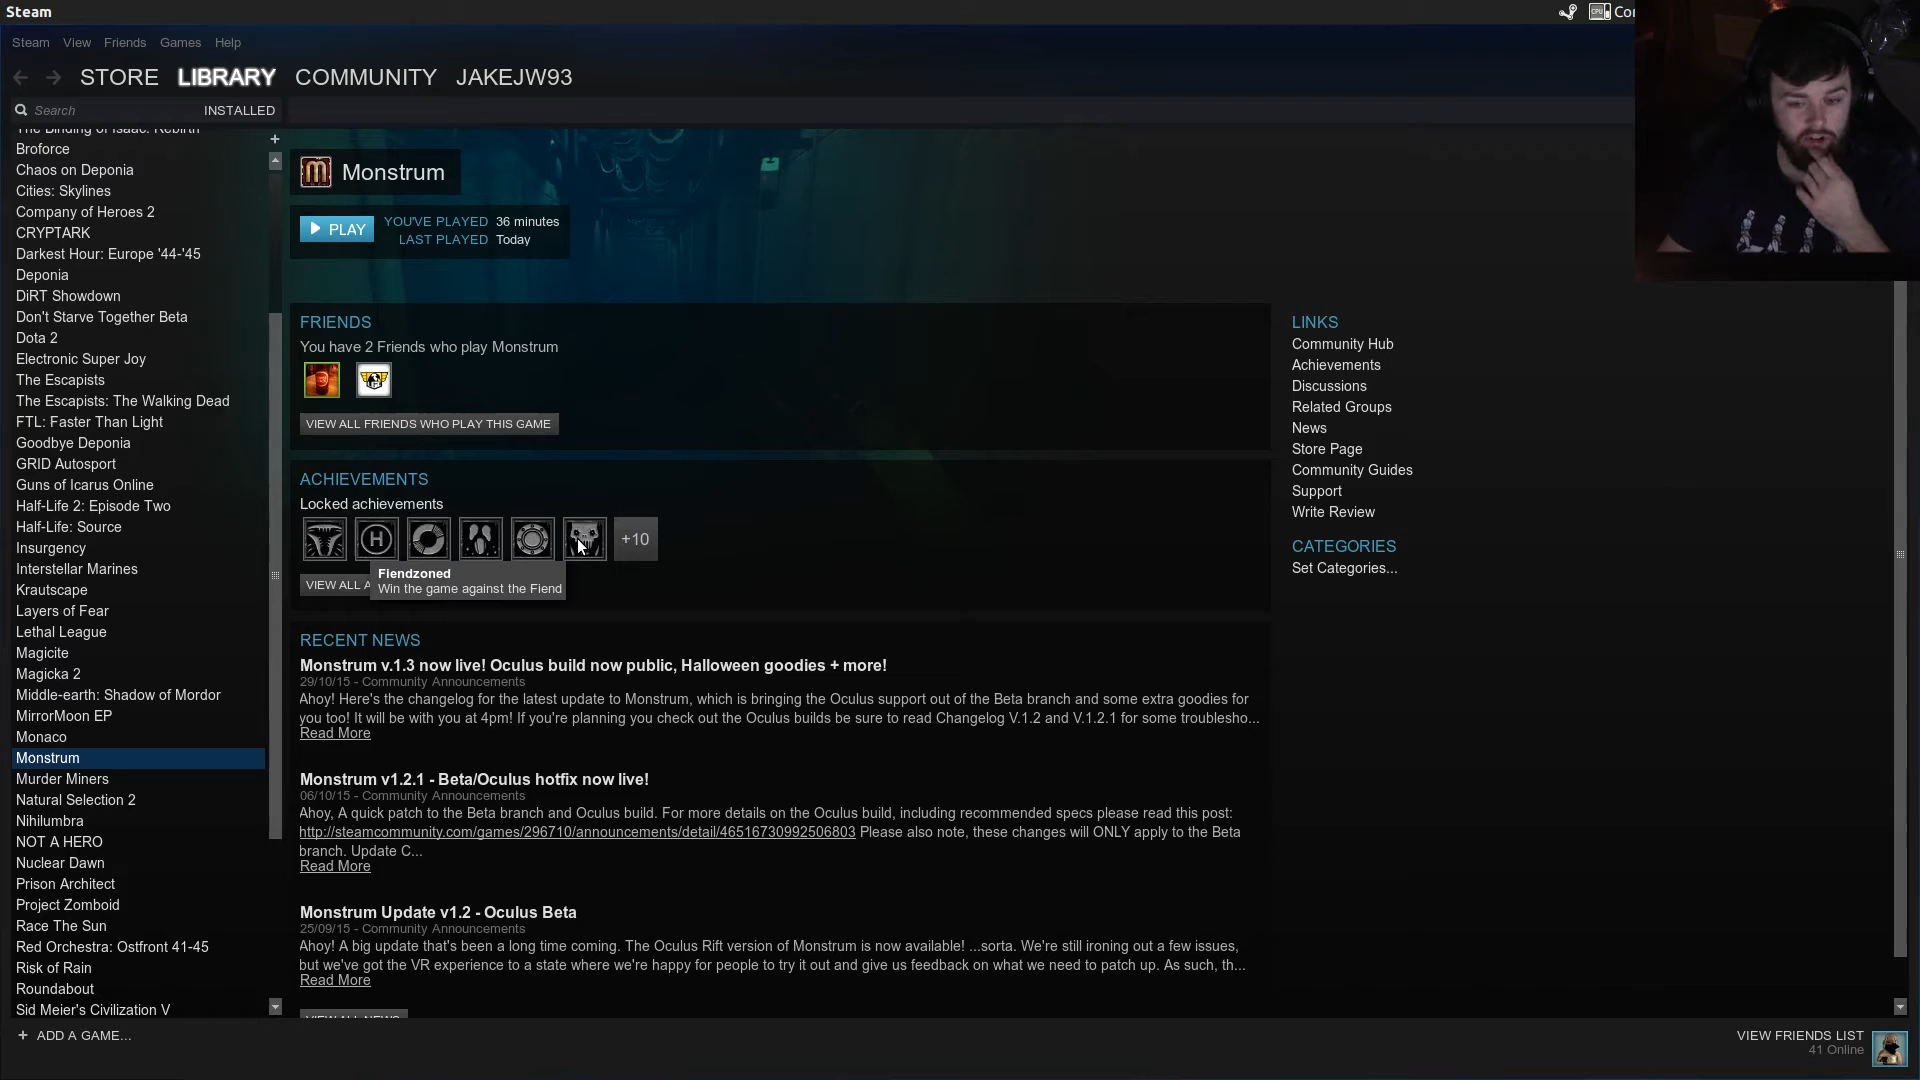 Steam
Cor
Steam View Friends Games Help
STORE LIBRARY COMMUNITY JAKEJW93
Search INSTALLED
+
The Binding of Isaac: Rebirth
Broforce
Chaos on Deponia
Cities: Skylines
Company of Heroes 2
CRYPTARK
Darkest Hour: Europe '44-'45
Deponia
DiRT Showdown
Don't Starve Together Beta
Dota 2
Electronic Super Joy
The Escapists
The Escapists: The Walking Dead
FTL: Faster Than Light
Goodbye Deponia
GRID Autosport
Guns of Icarus Online
Half-Life 2: Episode Two
Half-Life: Source
Insurgency
Interstellar Marines
Krautscape
Layers of Fear
Lethal League
Magicite
Magicka 2
Middle-earth: Shadow of Mordor
MirrorMoon EP
Monaco
Monstrum
Murder Miners
Natural Selection 2
Nihilumbra
NOT A HERO
Nuclear Dawn
Prison Architect
Project Zomboid
Race The Sun
Red Orchestra: Ostfront 41-45
Risk of Rain
Roundabout
Sid Meier's Civilization V
+ ADD A GAME...
Monstrum
PLAY
YOU'VE PLAYED 36 minutes
LAST PLAYED Today
FRIENDS
You have 2 Friends who play Monstrum
VIEW ALL FRIENDS WHO PLAY THIS GAME
ACHIEVEMENTS
Locked achievements
H
+10
VIEW ALL A
Fiendzoned
Win the game against the Fiend
RECENT NEWS
Monstrum v.1.3 now live! Oculus build now public, Halloween goodies + more!
29/10/15 - Community Announcements
Ahoy! Here's the changelog for the latest update to Monstrum, which is bringing the Oculus support out of the Beta branch and some extra goodies for
you too! It will be with you at 4pm! If you're planning you check out the Oculus builds be sure to read Changelog V.1.2 and V.1.2.1 for some troublesho...
Read More
Monstrum v1.2.1 - Beta/Oculus hotfix now live!
06/10/15 - Community Announcements
Ahoy, A quick patch to the Beta branch and Oculus build. For more details on the Oculus build, including recommended specs please read this post:
http://steamcommunity.com/games/296710/announcements/detail/46516730992506803 Please also note, these changes will ONLY apply to the Beta
branch. Update C...
Read More
Monstrum Update v1.2 - Oculus Beta
25/09/15 - Community Announcements
Ahoy! A big update that's been a long time coming. The Oculus Rift version of Monstrum is now available! ...sorta. We're still ironing out a few issues,
but we've got the VR experience to a state where we're happy for people to try it out and give us feedback on what we need to patch up. As such, th...
Read More
VIEW ALL NEWS
LINKS
Community Hub
Achievements
Discussions
Related Groups
News
Store Page
Community Guides
Support
Write Review
CATEGORIES
Set Categories...
VIEW FRIENDS LIST
41 Online